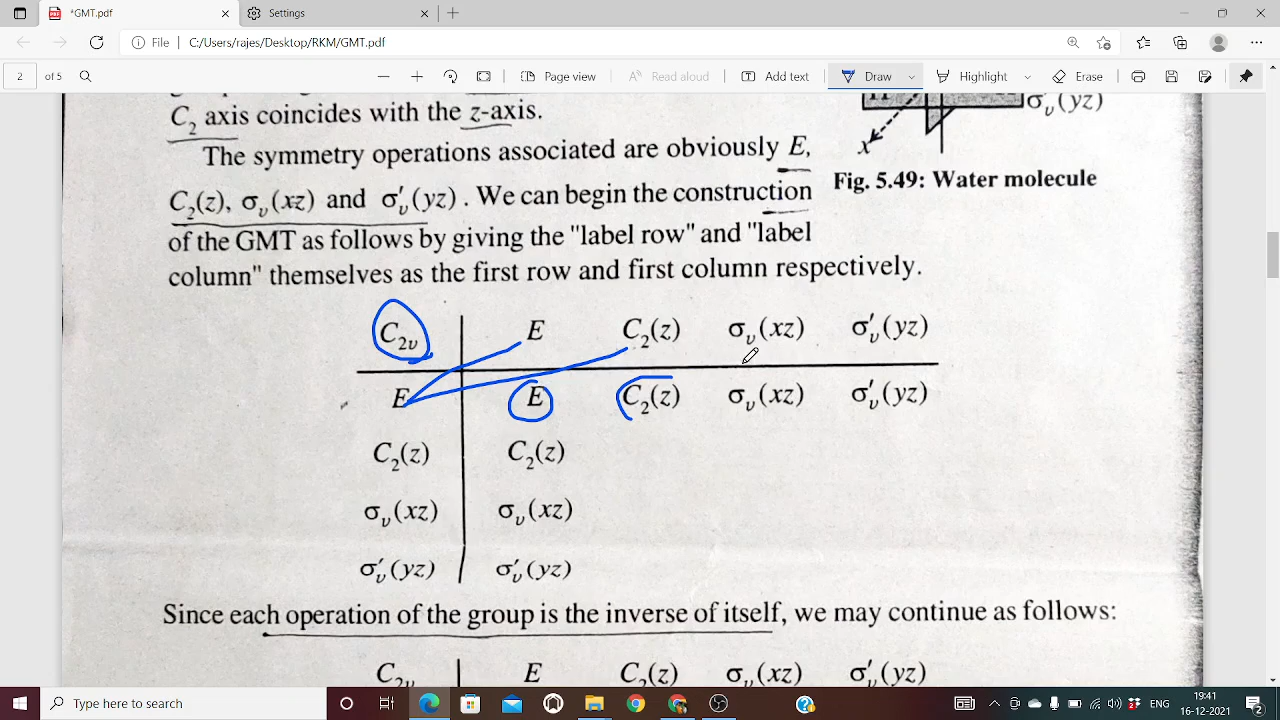 *GMT.pdf
Settings
File
C:/Users/rajes/Desktop/RKM/GMT.pdf
2 of 5
Page view
Read aloud
Add text
Draw
Highlight
Erase
C₂ axis coincides with the z-axis.
σ′ᵥ(yz)
x
The symmetry operations associated are obviously E,
Fig. 5.49: Water molecule
C₂(z), σᵥ(xz) and σ′ᵥ(yz). We can begin the construction
of the GMT as follows by giving the "label row" and "label
column" themselves as the first row and first column respectively.
C₂ᵥ E C₂(z) σᵥ(xz) σ′ᵥ(yz)
E E C₂(z) σᵥ(xz) σ′ᵥ(yz)
C₂(z) C₂(z)
σᵥ(xz) σᵥ(xz)
σ′ᵥ(yz) σ′ᵥ(yz)
Since each operation of the group is the inverse of itself, we may continue as follows:
C₂ᵥ E C₂(z) σᵥ(xz) σ′ᵥ(yz)
Type here to search
ENG
19:41
16-12-2021